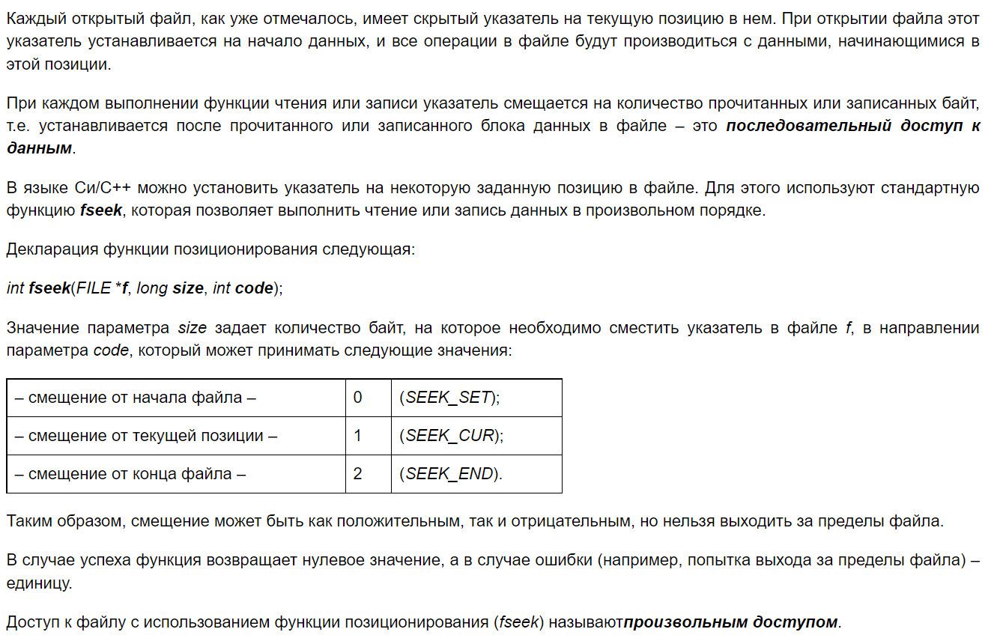 Каждый открытый файл, как уже отмечалось, имеет скрытый указатель на текущую позицию в нем. При открытии файла этот
указатель устанавливается на начало данных, и все операции в файле будут производиться с данными, начинающимися в
этой позиции.
При каждом выполнении функции чтения или записи указатель смещается на количество прочитанных или записанных байт,
т.е. устанавливается после прочитанного или записанного блока данных в файле – это последовательный доступ к
данным.
В языке Си/С++ можно установить указатель на некоторую заданную позицию в файле. Для этого используют стандартную
функцию fseek, которая позволяет выполнить чтение или запись данных в произвольном порядке.
Декларация функции позиционирования следующая:
int fseek(FILE *f, long size, int code);
Значение параметра size задает количество байт, на которое необходимо сместить указатель в файле f, в направлении
параметра code, который может принимать следующие значения:
– смещение от начала файла – 0 (SEEK_SET);
– смещение от текущей позиции – 1 (SEEK_CUR);
– смещение от конца файла – 2 (SEEK_END).
Таким образом, смещение может быть как положительным, так и отрицательным, но нельзя выходить за пределы файла.
В случае успеха функция возвращает нулевое значение, а в случае ошибки (например, попытка выхода за пределы файла) –
единицу.
Доступ к файлу с использованием функции позиционирования (fseek) называютпроизвольным доступом.